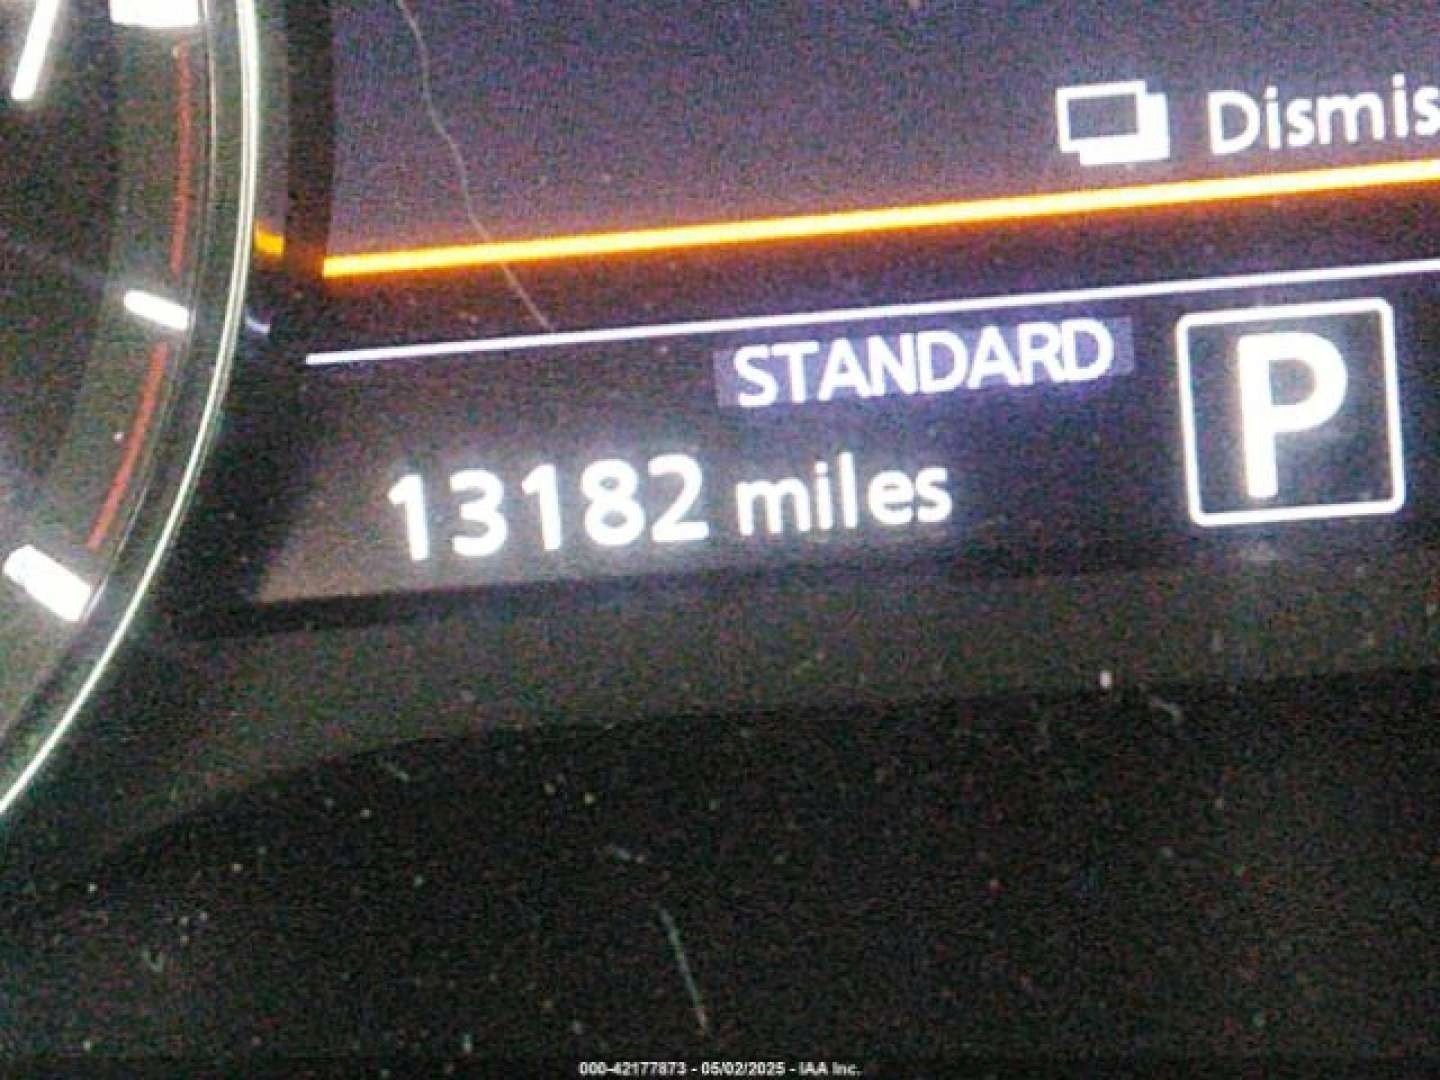 Dismis
STANDARD
P
13182 miles
000-42177873 - 05/02/2025 - IAA Inc.